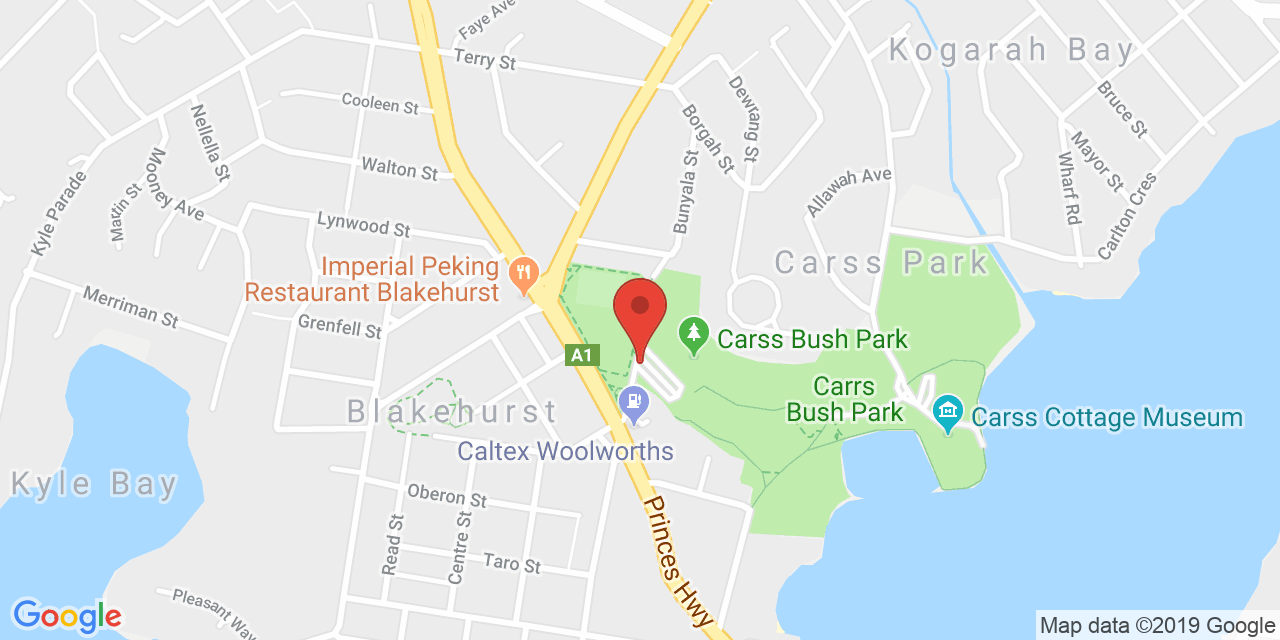 Faye Ave
Kogarah Bay
Terry St
Dewrang St
Bruce St
Cooleen St
Borgah St
Nellella St
Mooney Ave
Walton St
Bunyala St
Mayor St
Wharf Rd
Kyle Parade
Martin St
Allawah Ave
Carlton Cres
Lynwood St
Carss Park
Imperial Peking
Restaurant Blakehurst
Merriman St
Grenfell St
A1
Carss Bush Park
Carrs
Bush Park
Blakehurst
Carss Cottage Museum
Caltex Woolworths
Kyle Bay
Oberon St
Princes Hwy
Read St
Centre St
Taro St
Pleasant Way
Google
Map data ©2019 Google